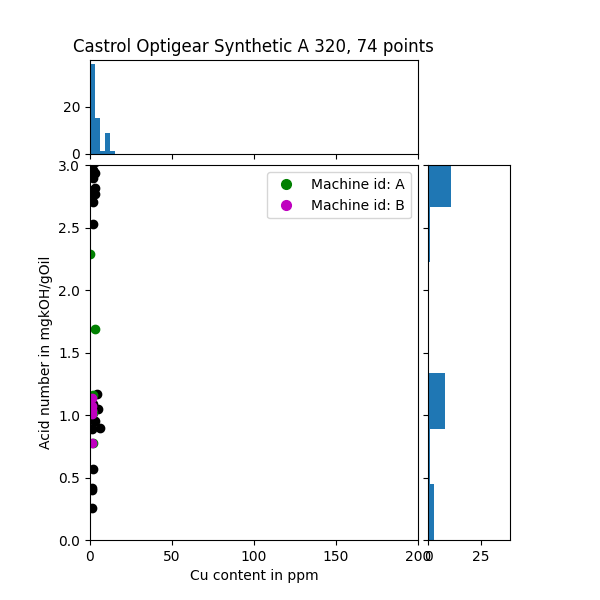 Castrol Optigear Synthetic A 320, 74 points
20
0
3.0
2.5
2.0
1.5
1.0
0.5
0.0
Acid number in mgkOH/gOil
Machine id: A
Machine id: B
0 50 100 150 200
0 25
Cu content in ppm